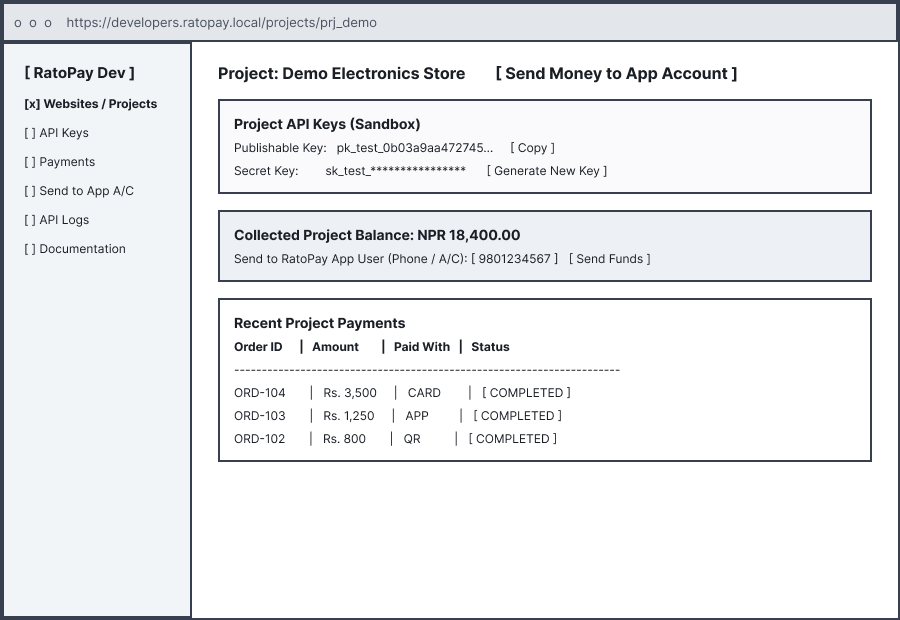 o o o https://developers.ratopay.local/projects/prj_demo
[ RatoPay Dev ]
[x] Websites / Projects
[ ] API Keys
[ ] Payments
[ ] Send to App A/C
[ ] API Logs
[ ] Documentation
Project: Demo Electronics Store [ Send Money to App Account ]
Project API Keys (Sandbox)
Publishable Key: pk_test_0b03a9aa472745... [ Copy ]
Secret Key: sk_test_**************** [ Generate New Key ]
Collected Project Balance: NPR 18,400.00
Send to RatoPay App User (Phone / A/C): [ 9801234567 ] [ Send Funds ]
Recent Project Payments
Order ID | Amount | Paid With | Status
----------------------------------------------------------------------
ORD-104 | Rs. 3,500 | CARD | [ COMPLETED ]
ORD-103 | Rs. 1,250 | APP | [ COMPLETED ]
ORD-102 | Rs. 800 | QR | [ COMPLETED ]